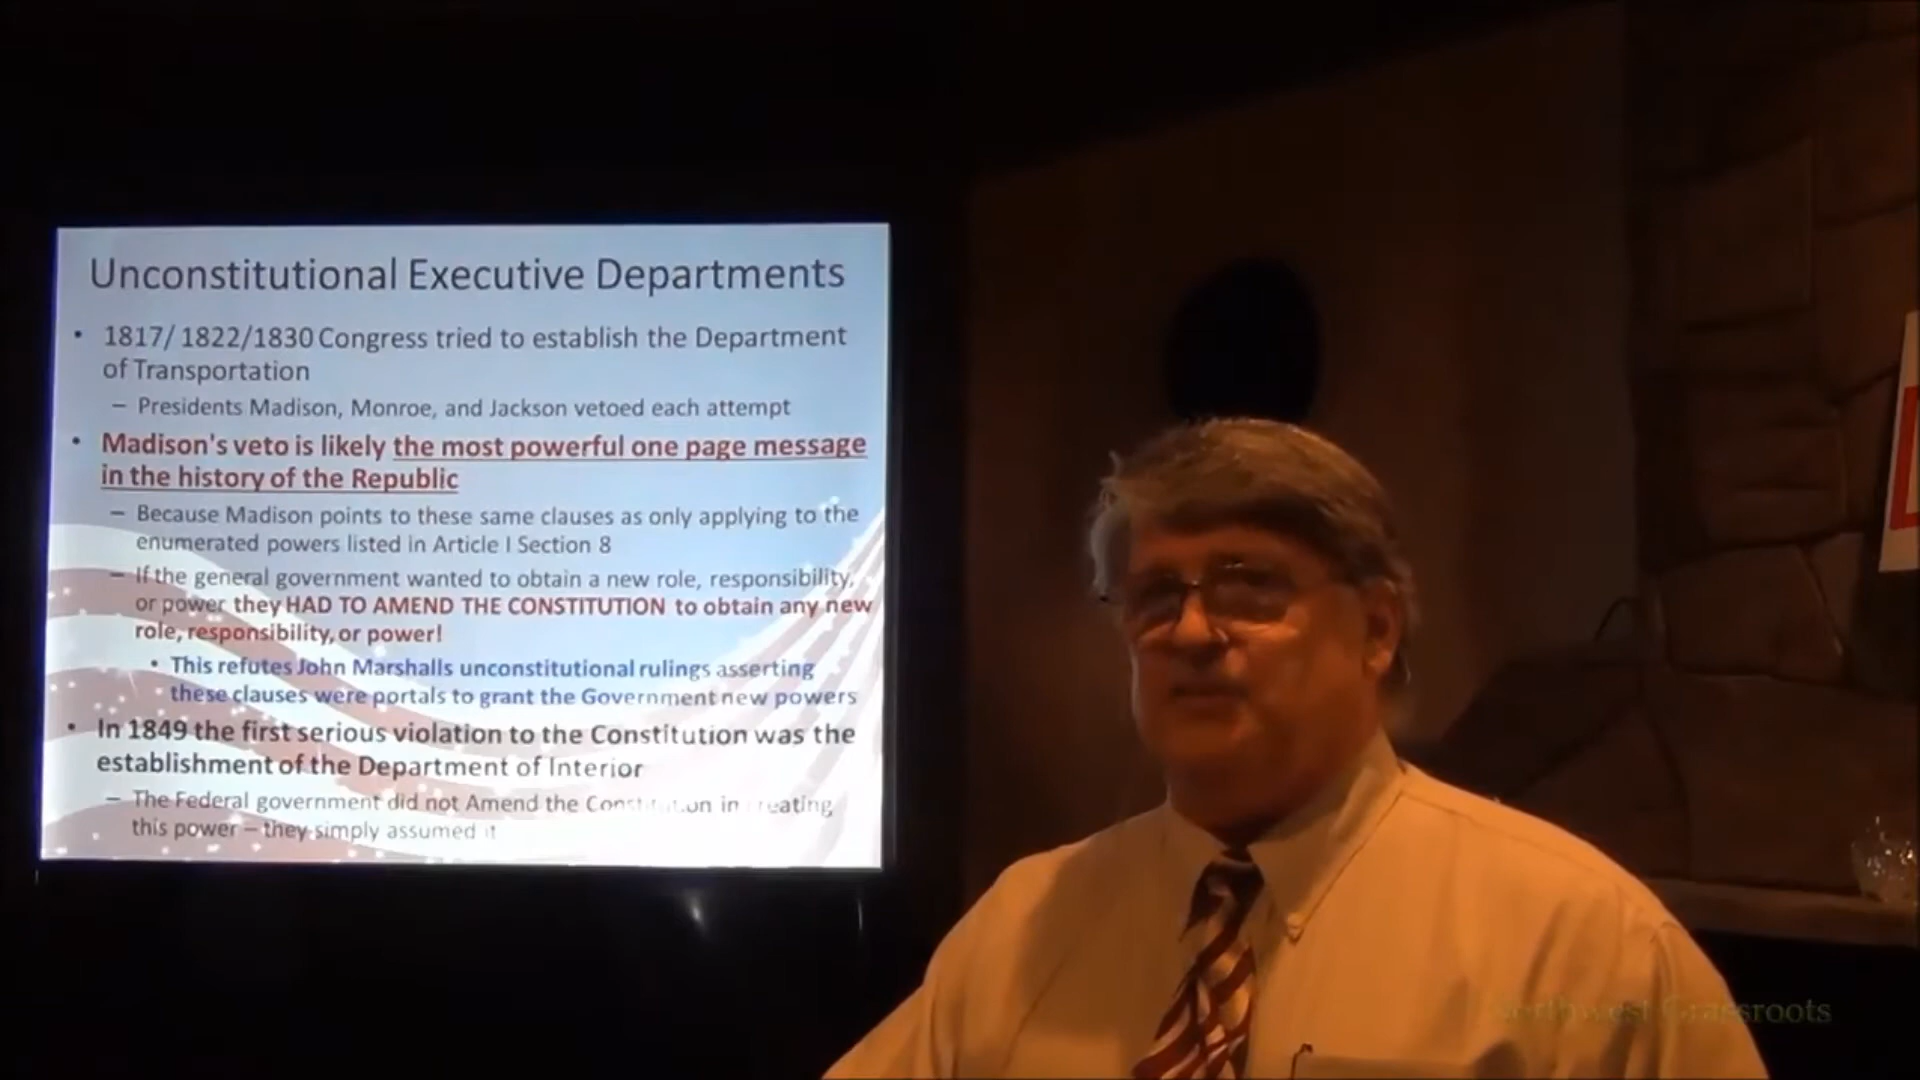 Unconstitutional Executive Departments
• 1817/ 1822/1830 Congress tried to establish the Department
of Transportation
– Presidents Madison, Monroe, and Jackson vetoed each attempt
• Madison's veto is likely the most powerful one page message
in the history of the Republic
– Because Madison points to these same clauses as only applying to the
enumerated powers listed in Article I Section 8
– If the general government wanted to obtain a new role, responsibility,
or power they HAD TO AMEND THE CONSTITUTION to obtain any new
role, responsibility, or power!
• This refutes John Marshalls unconstitutional rulings asserting
these clauses were portals to grant the Government new powers
• In 1849 the first serious violation to the Constitution was the
establishment of the Department of Interior
– The Federal government did not Amend the Constitution in creating
this power – they simply assumed it
Northwest Grassroots